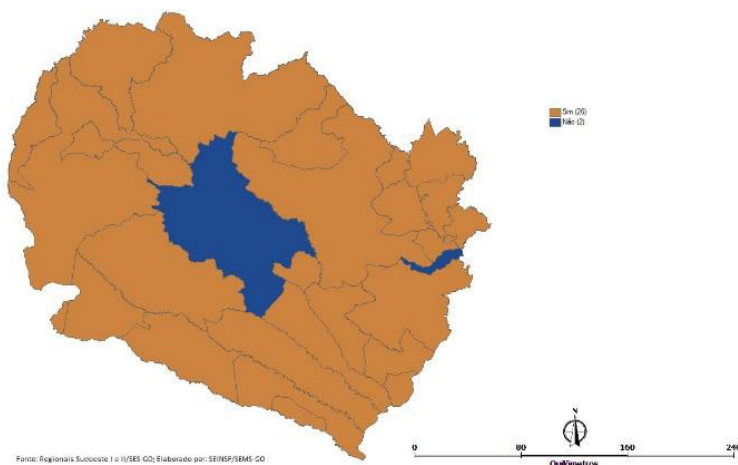 Sim (26)
Não (2)
N
0 80 160 240
Quilômetros
Fonte: Regionais Sudoeste I e II/SES-GO; Elaborado por: SEINSF/SEMS-GO